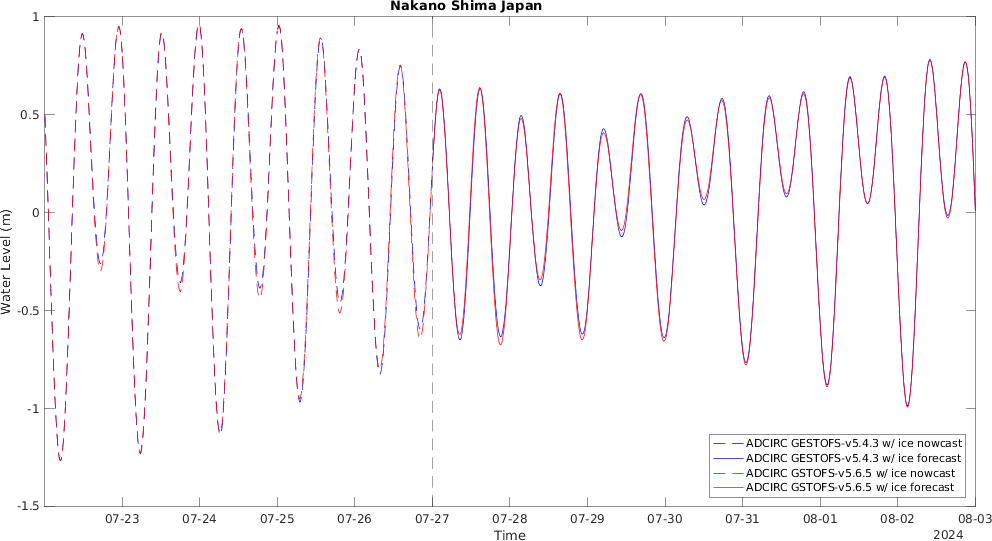 Nakano Shima Japan
1
0.5
0
-0.5
-1
-1.5
Water Level (m)
07-23 07-24 07-25 07-26 07-27 07-28 07-29 07-30 07-31 08-01 08-02 08-03
Time
2024
ADCIRC GESTOFS-v5.4.3 w/ ice nowcast
ADCIRC GESTOFS-v5.4.3 w/ ice forecast
ADCIRC GSTOFS-v5.6.5 w/ ice nowcast
ADCIRC GSTOFS-v5.6.5 w/ ice forecast